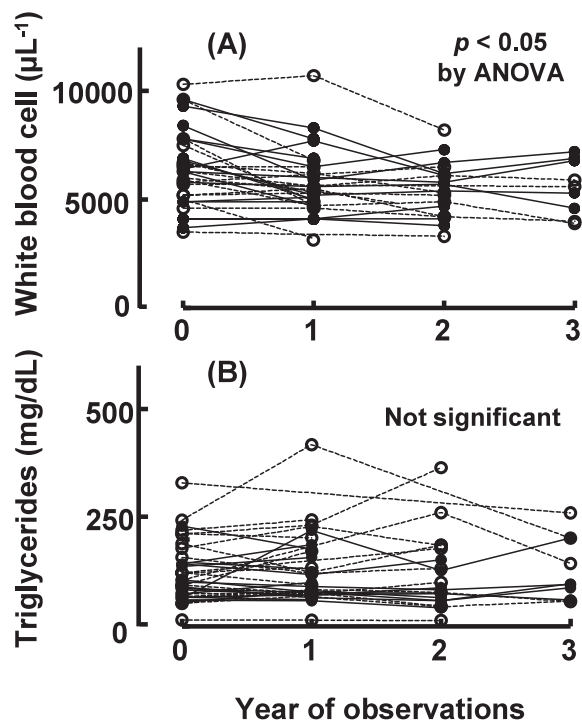 (A)
p < 0.05
by ANOVA
White blood cell (µL-1)
10000
5000
0
0 1 2 3
(B)
Not significant
Triglycerides (mg/dL)
500
250
0
0 1 2 3
Year of observations